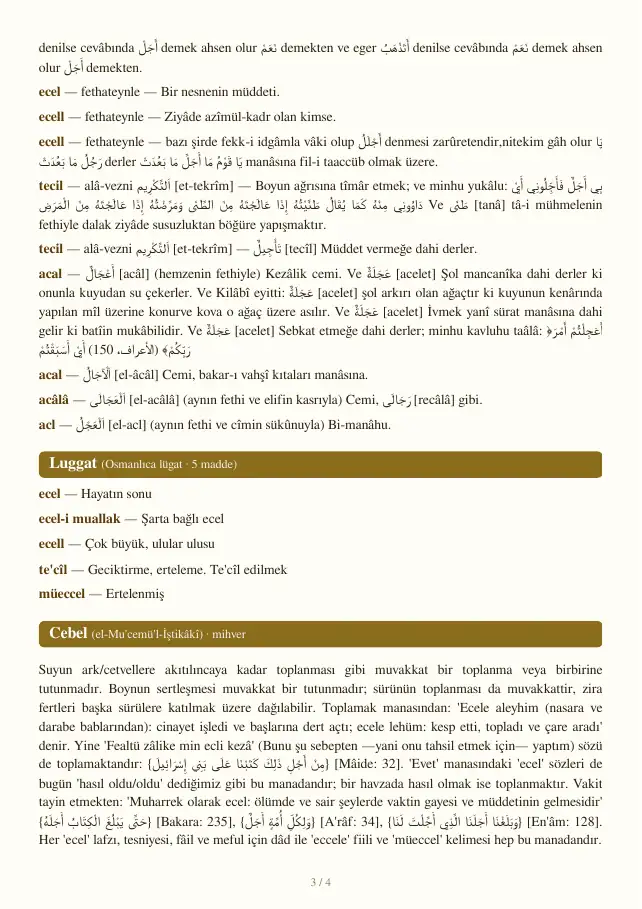 denilse cevâbında أَجَلْ demek ahsen olur نَعَمْ demekten ve eger أَتَذْهَبُ denilse cevâbında نَعَمْ demek ahsen
olur أَجَلْ demekten.
ecel — fethateynle — Bir nesnenin müddeti.
ecell — fethateynle — Ziyâde azîmül-kadr olan kimse.
ecell — fethateynle — bazı şirde fekk-i idgâmla vâki olup أَجْلَلُ denmesi zarûretendir,nitekim gâh olur يَا
رَجُلُ مَا بَعُدَتْ derler يَا قَوْمُ مَا أَجَلَّ مَا بَعُدَتْ manâsına fil-i taaccüb olmak üzere.
tecil — alâ-vezni اَلتَّكْرِيم [et-tekrîm] — Boyun ağrısına tîmâr etmek; ve minhu yukâlu: بِي أَجَلٌ فَأَجِّلُونِي أَيْ
دَاوُونِي مِنْهُ كَمَا يُقَالُ طَنَّيْتُهُ إِذَا عَالَجْتَهُ مِنَ الطَّنَى وَمَرَّضْتُهُ إِذَا عَالَجْتَهُ مِنَ الْمَرَضِ Ve طَنَى [tanâ] tâ-i mühmelenin
fethiyle dalak ziyâde susuzluktan böğüre yapışmaktır.
tecil — alâ-vezni اَلتَّكْرِيم [et-tekrîm] — تَأْجِيلٌ [tecîl] Müddet vermeğe dahi derler.
acal — أَعْجَالٌ [acâl] (hemzenin fethiyle) Kezâlik cemi. Ve عَجَلَةٌ [acelet] Şol mancanîka dahi derler ki
onunla kuyudan su çekerler. Ve Kilâbî eyitti: عَجَلَةٌ [acelet] şol arkırı olan ağaçtır ki kuyunun kenârında
yapılan mîl üzerine konurve kova o ağaç üzere asılır. Ve عَجَلَةٌ [acelet] İvmek yanî sürat manâsına dahi
gelir ki batîin mukâbilidir. Ve عَجَلَةٌ [acelet] Sebkat etmeğe dahi derler; minhu kavluhu taâlâ: ﴿أَعَجِلْتُمْ أَمْرَ
رَبِّكُمْ﴾ (الأعراف، 150) أَيْ أَسَبَقْتُمْ
acal — اَلْآجَالُ [el-âcâl] Cemi, bakar-ı vahşî kıtaları manâsına.
acâlâ — اَلْعَجَالَى [el-acâlâ] (aynın fethi ve elifin kasrıyla) Cemi, رَجَالَى [recâlâ] gibi.
acl — اَلْعَجْلُ [el-acl] (aynın fethi ve cîmin sükûnuyla) Bi-manâhu.
Luggat (Osmanlıca lügat · 5 madde)
ecel — Hayatın sonu
ecel-i muallak — Şarta bağlı ecel
ecell — Çok büyük, ulular ulusu
te'cîl — Geciktirme, erteleme. Te'cîl edilmek
müeccel — Ertelenmiş
Cebel (el-Mu'cemü'l-İştikâkî) · mihver
Suyun ark/cetvellere akıtılıncaya kadar toplanması gibi muvakkat bir toplanma veya birbirine
tutunmadır. Boynun sertleşmesi muvakkat bir tutunmadır; sürünün toplanması da muvakkattir, zira
fertleri başka sürülere katılmak üzere dağılabilir. Toplamak manasından: 'Ecele aleyhim (nasara ve
darabe bablarından): cinayet işledi ve başlarına dert açtı; ecele lehüm: kesp etti, topladı ve çare aradı'
denir. Yine 'Fealtü zâlike min ecli kezâ' (Bunu şu sebepten —yani onu tahsil etmek için— yaptım) sözü
de toplamaktandır: {مِنْ أَجْلِ ذَلِكَ كَتَبْنَا عَلَى بَنِي إِسْرَائِيلَ} [Mâide: 32]. 'Evet' manasındaki 'ecel' sözleri de
bugün 'hasıl oldu/oldu' dediğimiz gibi bu manadandır; bir havzada hasıl olmak ise toplanmaktır. Vakit
tayin etmekten: 'Muharrek olarak ecel: ölümde ve sair şeylerde vaktin gayesi ve müddetinin gelmesidir'
{حَتَّى يَبْلُغَ الْكِتَابُ أَجَلَهُ} [Bakara: 235], {وَلِكُلِّ أُمَّةٍ أَجَلٌ} [A'râf: 34], {وَبَلَغْنَا أَجَلَنَا الَّذِي أَجَّلْتَ لَنَا} [En'âm: 128].
Her 'ecel' lafzı, tesniyesi, fâil ve meful için dâd ile 'eccele' fiili ve 'müeccel' kelimesi hep bu manadandır.
3 / 4